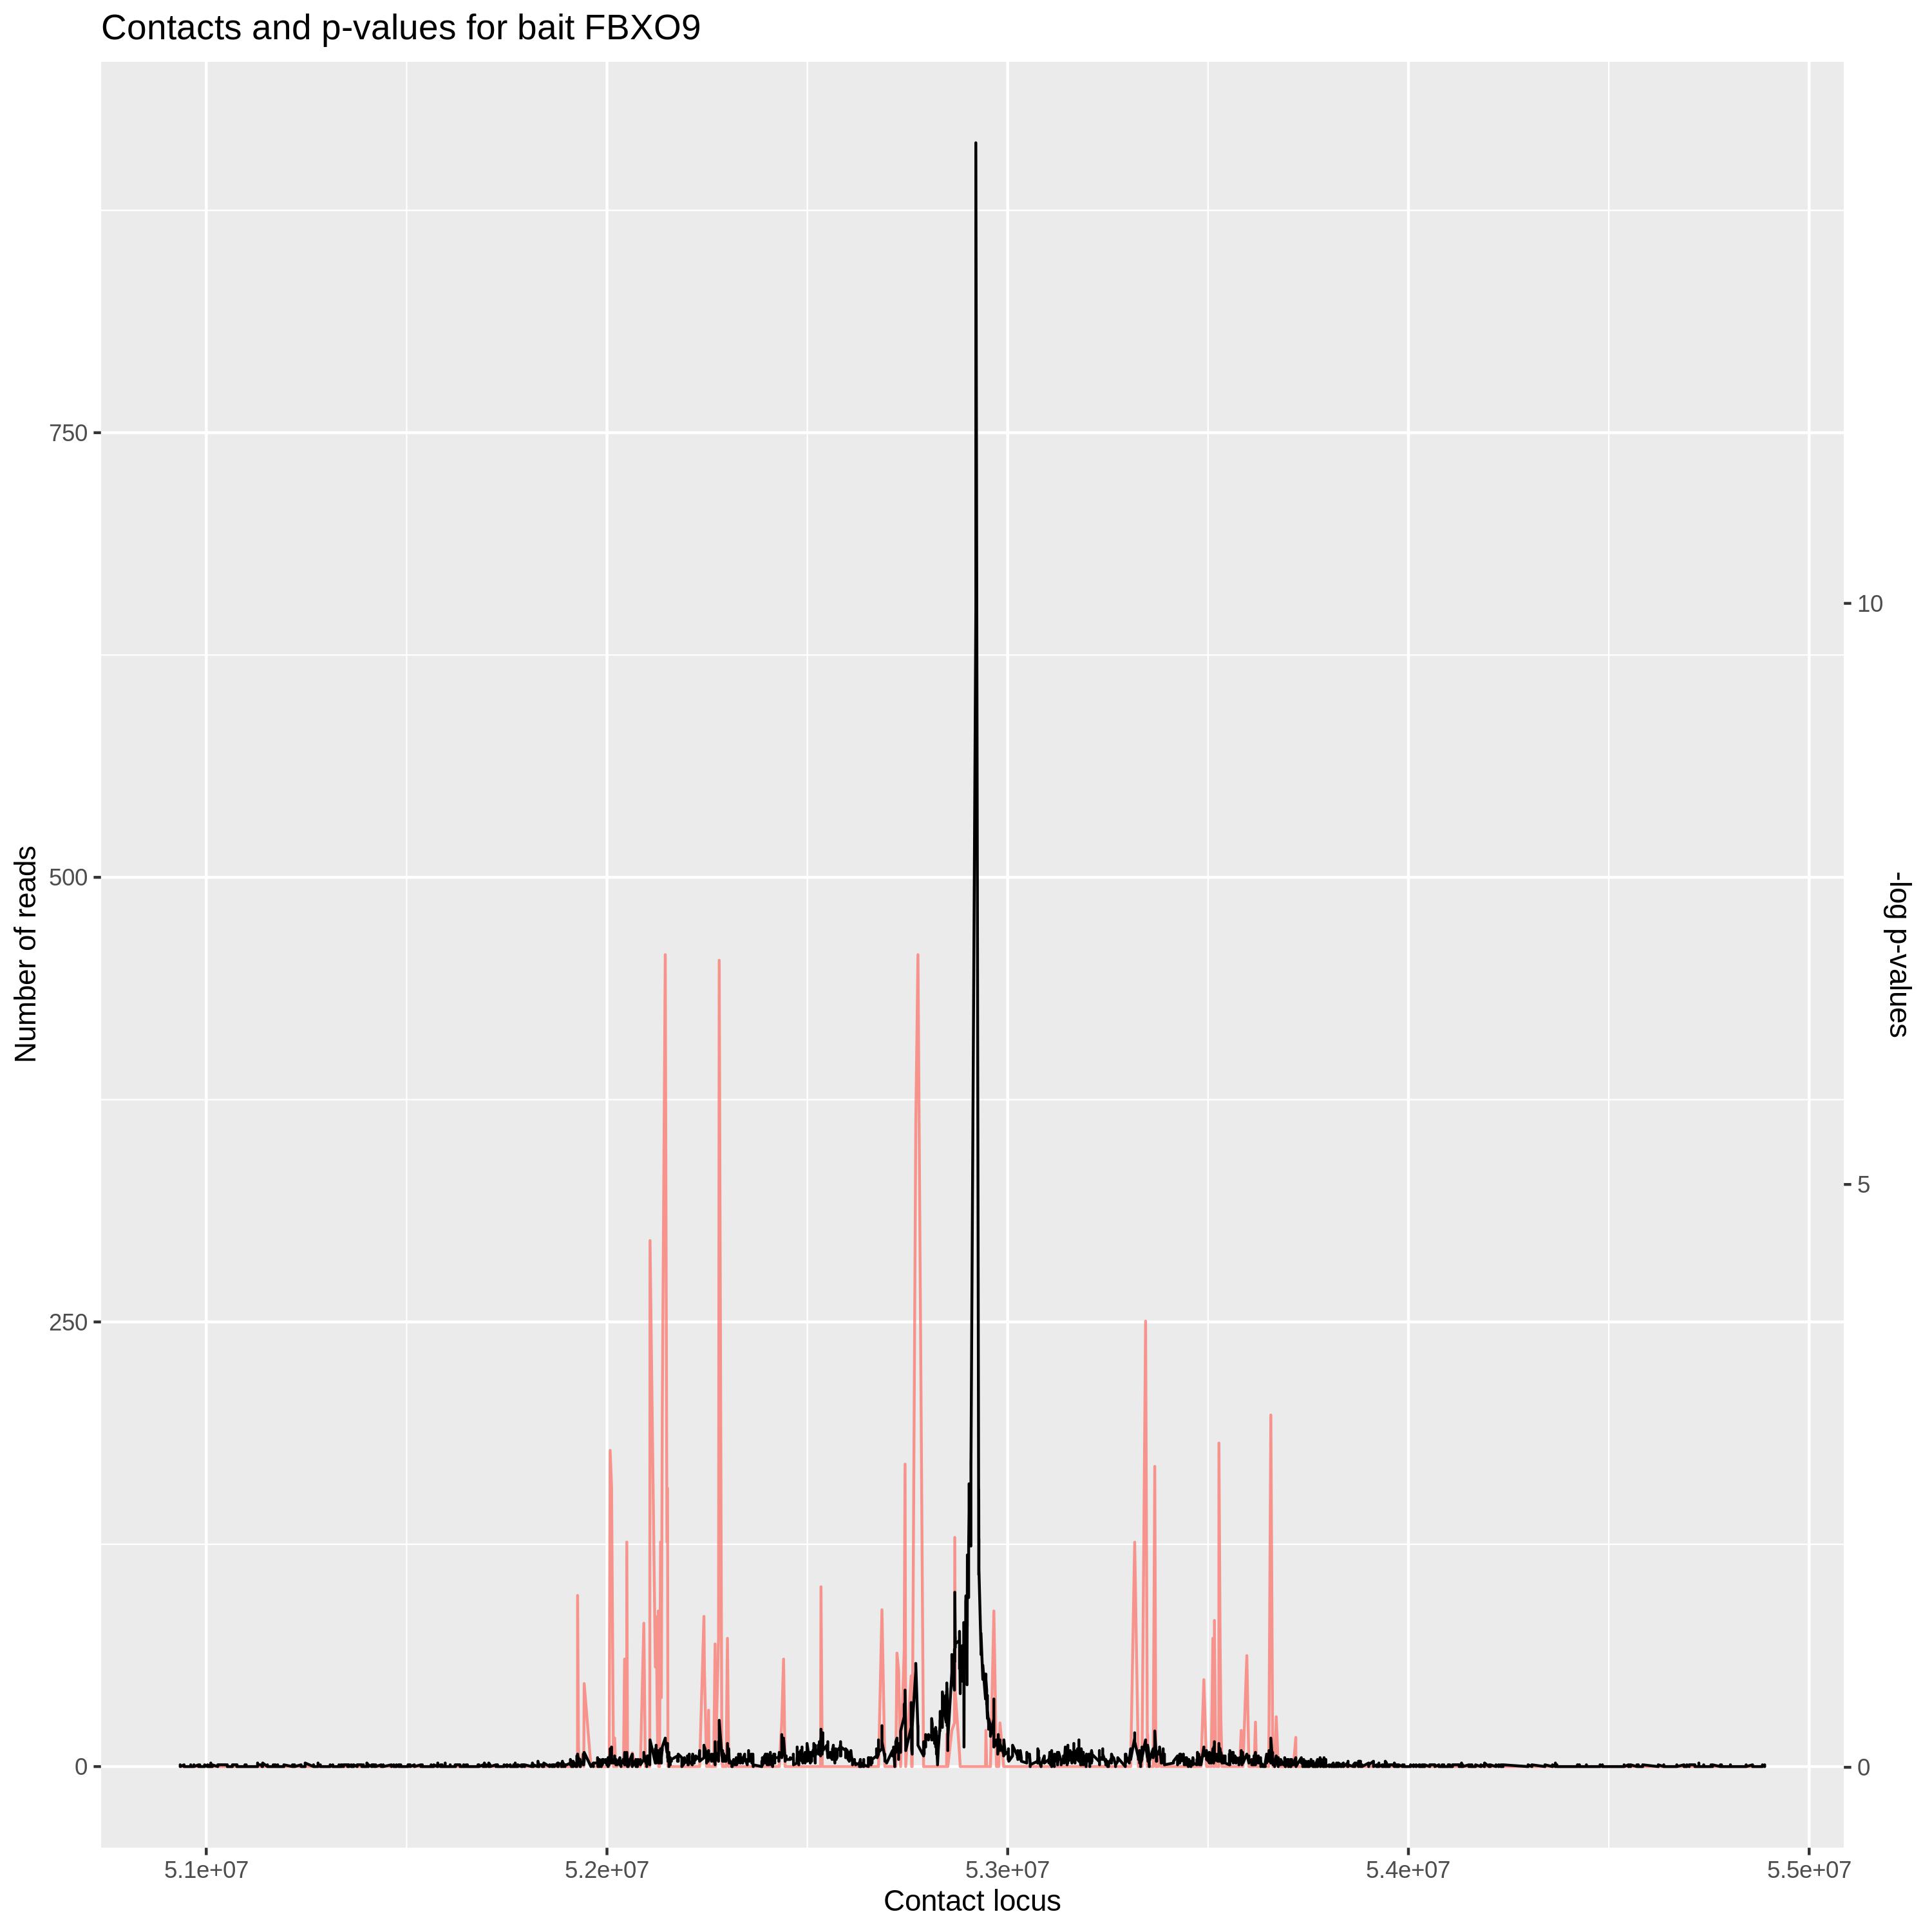 Contacts and p-values for bait FBXO9
750
500
250
0
Number of reads
10
5
0
-log p-values
5.1e+07
5.2e+07
5.3e+07
5.4e+07
5.5e+07
Contact locus